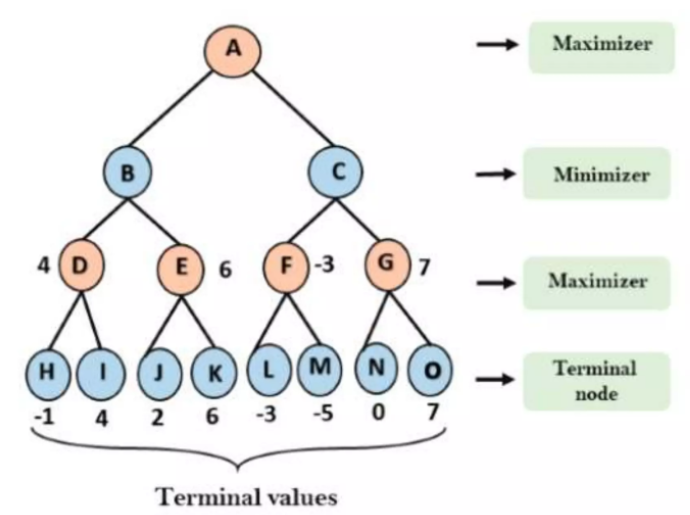 A
Maximizer
B
C
Minimizer
4 D
E 6
F -3
G 7
Maximizer
H I J K L M N O
Terminal
node
-1 4 2 6 -3 -5 0 7
Terminal values